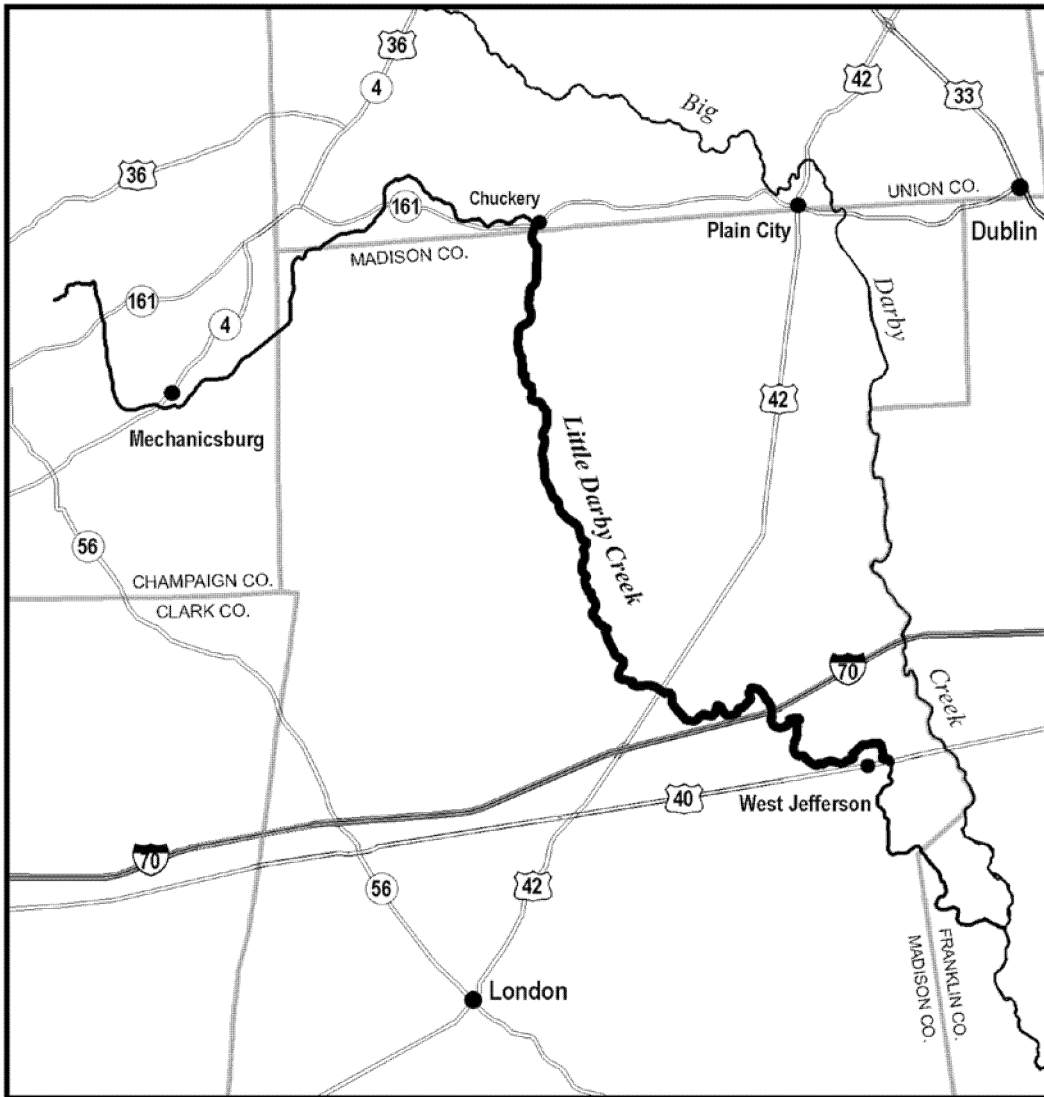 36
42
4
33
Big
36
Chuckery
161
UNION CO.
Plain City
Dublin
MADISON CO.
161
Darby
4
42
Mechanicsburg
Little Darby Creek
56
CHAMPAIGN CO.
CLARK CO.
70
Creek
40
West Jefferson
70
56
42
FRANKLIN CO.
MADISON CO.
London